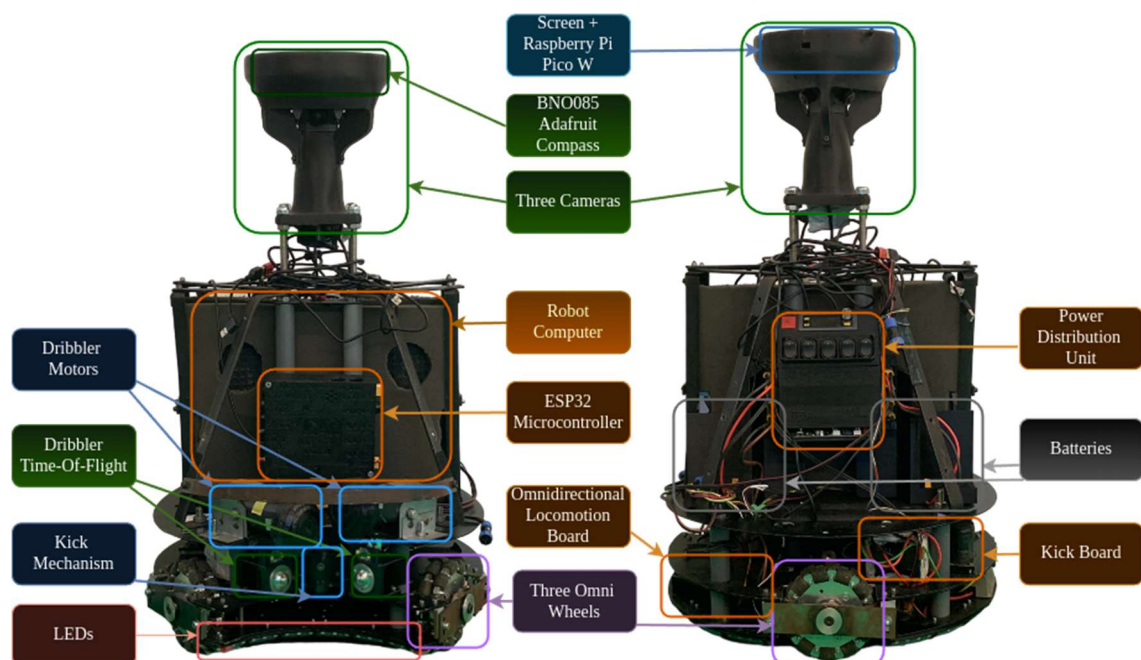 Screen +
Raspberry Pi
Pico W
BNO085
Adafruit
Compass
Three Cameras
Robot
Computer
Power
Distribution
Unit
Dribbler
Motors
ESP32
Microcontroller
Dribbler
Time-Of-Flight
Batteries
Omnidirectional
Locomotion
Board
Kick
Mechanism
Kick Board
Three Omni
Wheels
LEDs